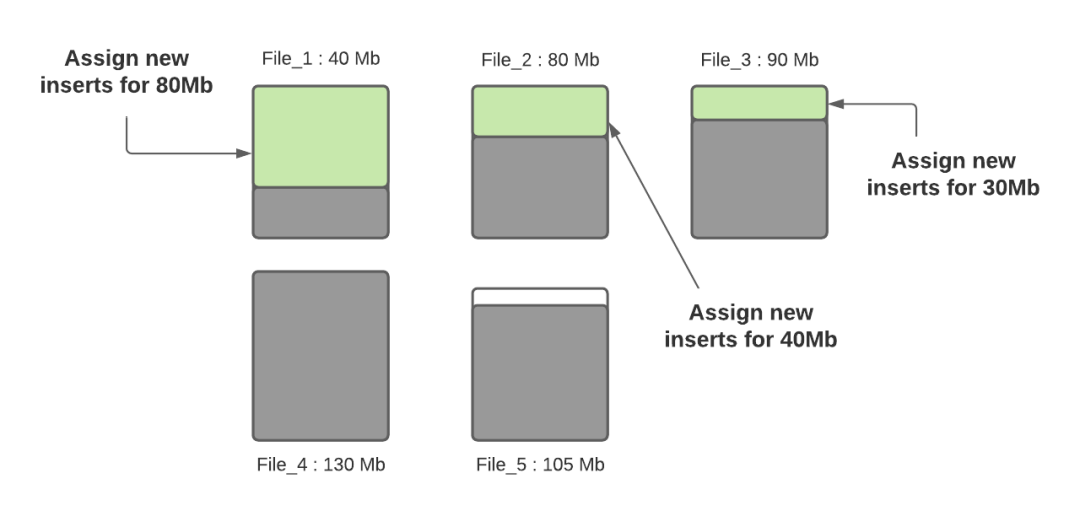 Assign new
inserts for 80Mb
File_1 : 40 Mb
File_2 : 80 Mb
File_3 : 90 Mb
Assign new
inserts for 30Mb
Assign new
inserts for 40Mb
File_4 : 130 Mb
File_5 : 105 Mb